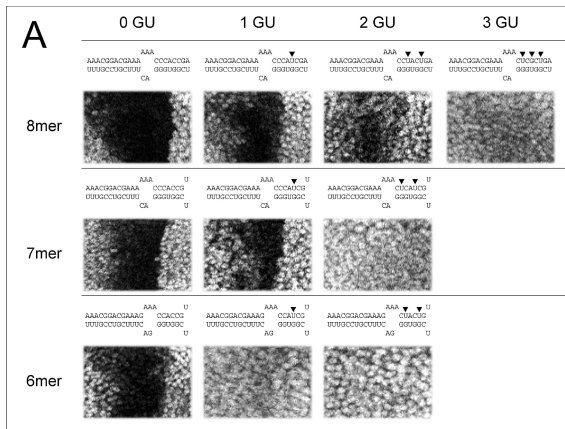 A
0 GU 1 GU 2 GU 3 GU
AAA AAA AAA AAA
AAACGGACGAAA CCCACCGA AAACGGACGAAA CCCAUCGA AAACGGACGAAA CCUACUGA AAACGGACGAAA CUCGCUGA
UUUGCCUGCUUU GGGUGGCU UUUGCCUGCUUU GGGUGGCU UUUGCCUGCUUU GGGUGGCU UUUGCCUGCUUU GGGUGGCU
CA CA CA CA
8mer
AAA U AAA U AAA U
AAACGGACGAAA CCCACCG AAACGGACGAAA CCCAUCG AAACGGACGAAA CUCAUCG
UUUGCCUGCUUU GGGUGGC UUUGCCUGCUUU GGGUGGC UUUGCCUGCUUU GGGUGGC
CA U CA U CA U
7mer
AAA U AAA U AAA U
AAACGGACGAAAG CCACCG AAACGGACGAAAG CCAUCG AAACGGACGAAAG CUACUG
UUUGCCUGCUUUC GGUGGC UUUGCCUGCUUUC GGUGGC UUUGCCUGCUUUC GGUGGC
AG U AG U AG U
6mer